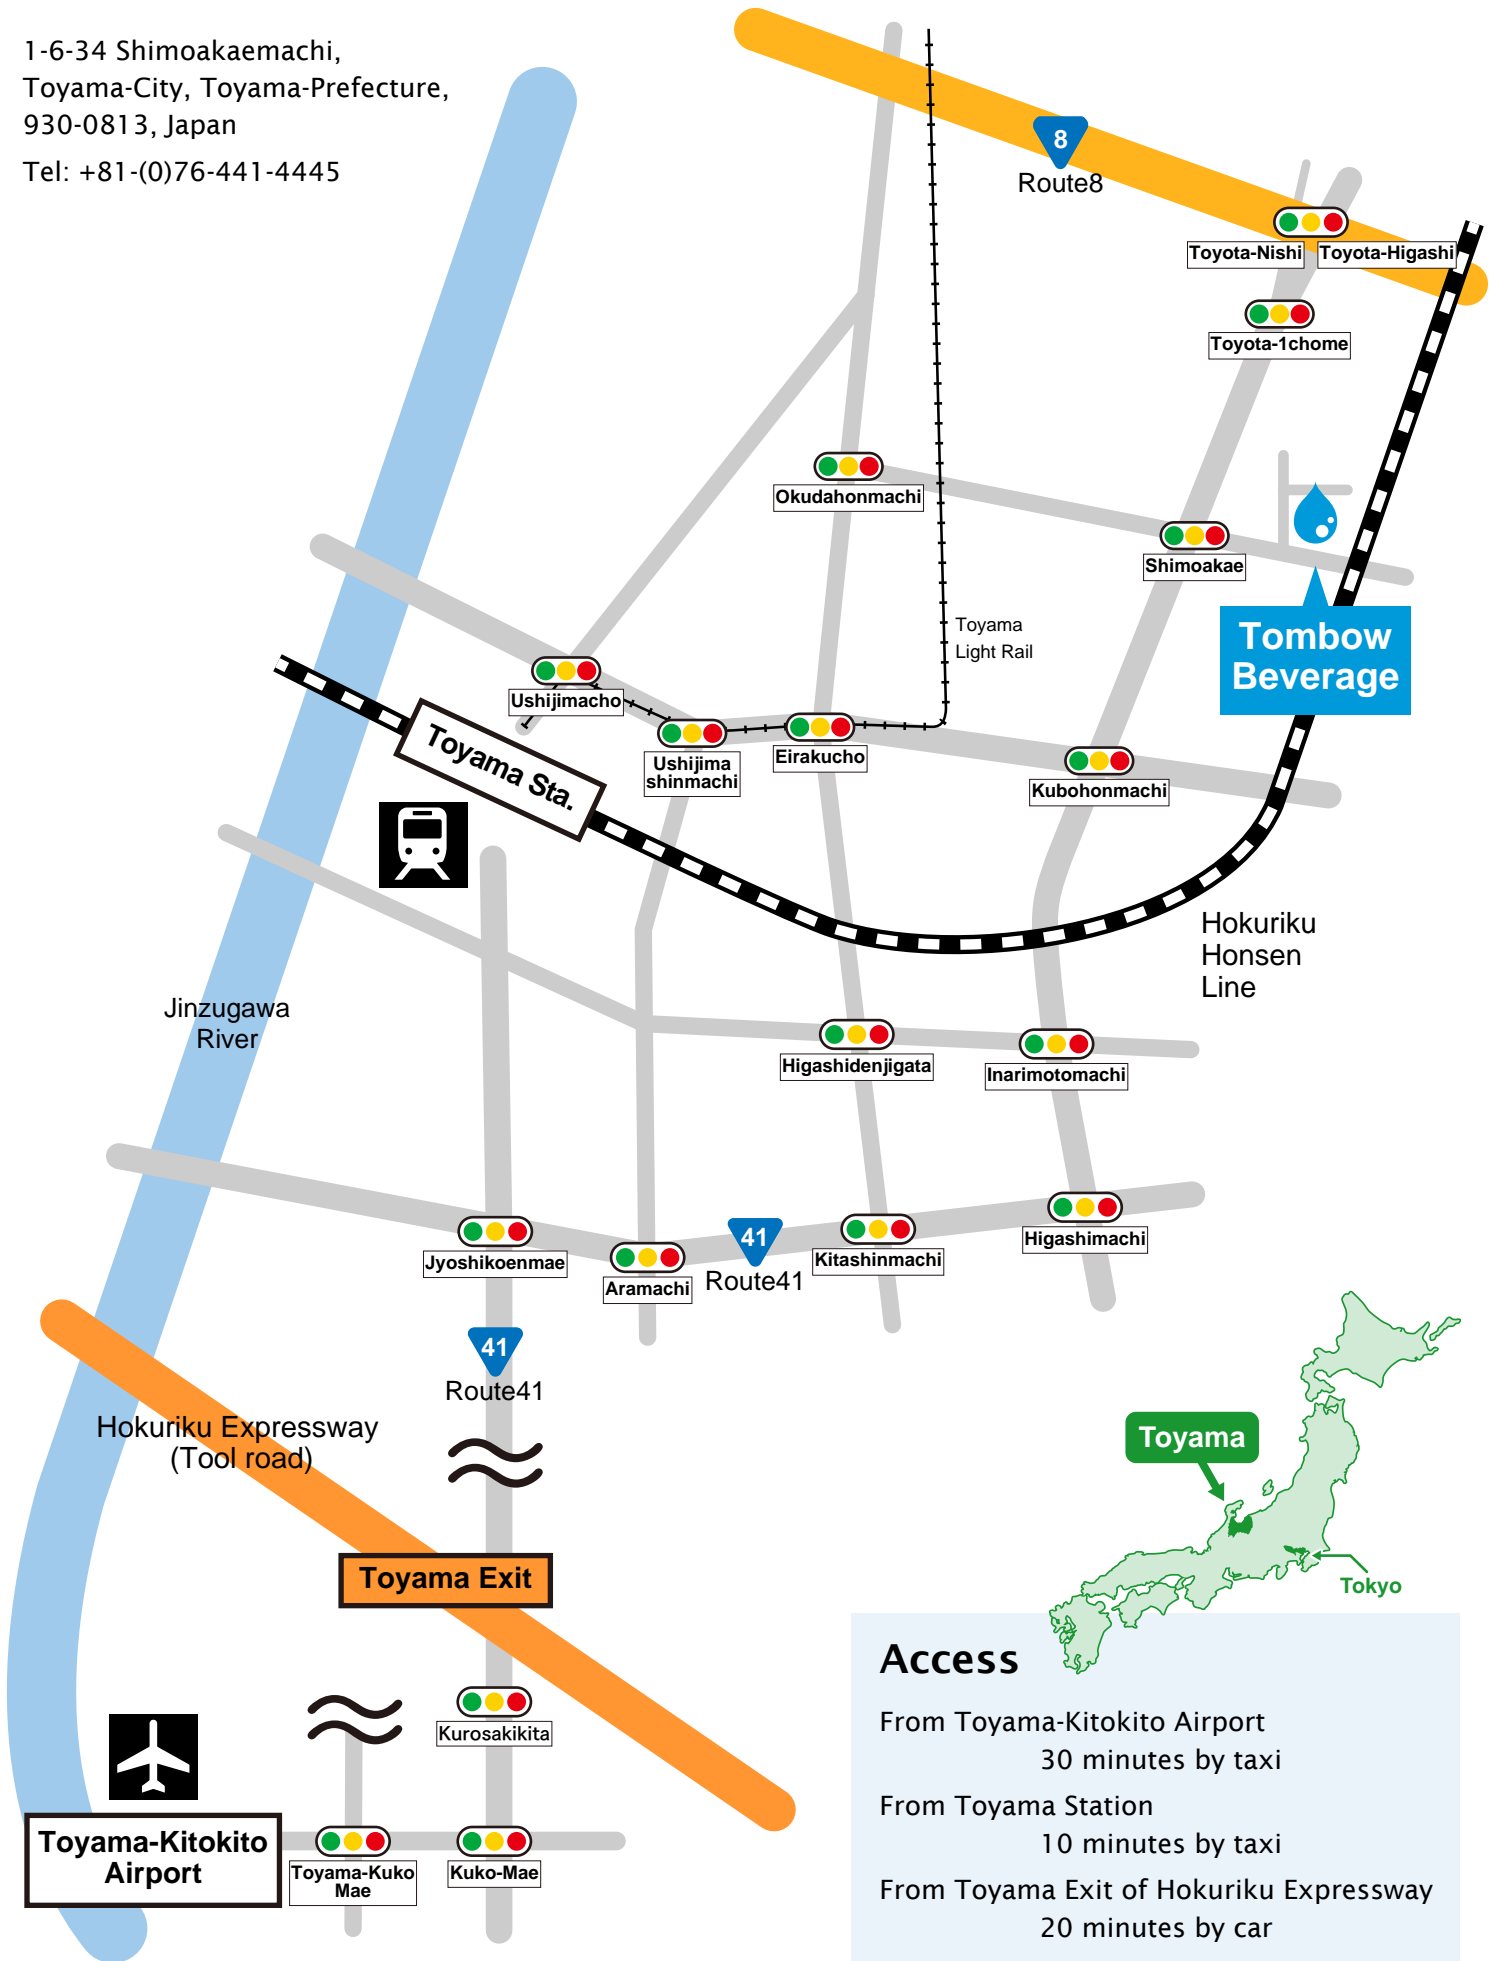 1-6-34 Shimoakaemachi,
Toyama-City, Toyama-Prefecture,
930-0813, Japan
Tel: +81-(0)76-441-4445
8
Route8
Toyota-Nishi
Toyota-Higashi
Toyota-1chome
Okudahonmachi
Shimoakae
Tombow
Beverage
Toyama
Light Rail
Ushijimacho
Toyama Sta.
Ushijima
shinmachi
Eirakucho
Kubohonmachi
Hokuriku
Honsen
Line
Jinzugawa
River
Higashidenjigata
Inarimotomachi
Jyoshikoenmae
Aramachi
41
Route41
Kitashinmachi
Higashimachi
41
Route41
Hokuriku Expressway
(Tool road)
Toyama Exit
Kurosakikita
Toyama-Kitokito
Airport
Toyama-Kuko
Mae
Kuko-Mae
Toyama
Tokyo
Access
From Toyama-Kitokito Airport
30 minutes by taxi
From Toyama Station
10 minutes by taxi
From Toyama Exit of Hokuriku Expressway
20 minutes by car